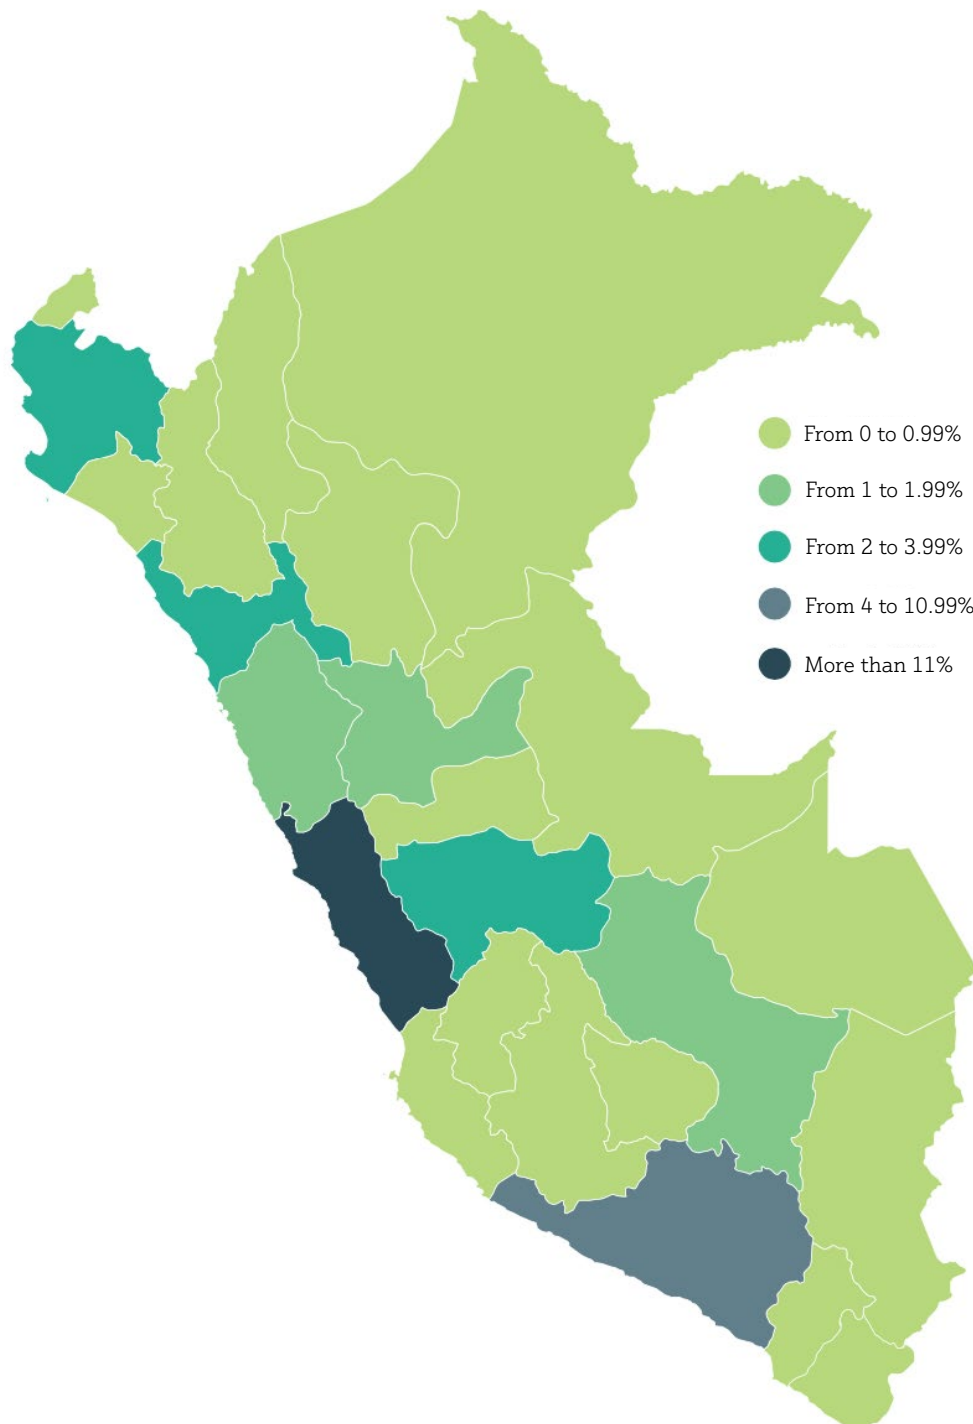 From 0 to 0.99%
From 1 to 1.99%
From 2 to 3.99%
From 4 to 10.99%
More than 11%